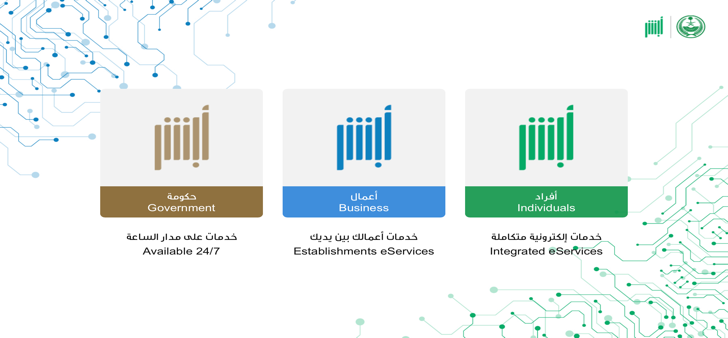 أبشر
أبشر
حكومة
Government
خدمات على مدار الساعة
Available 24/7
أبشر
أعمال
Business
خدمات أعمالك بين يديك
Establishments eServices
أبشر
أفراد
Individuals
خدمات إلكترونية متكاملة
Integrated eServices